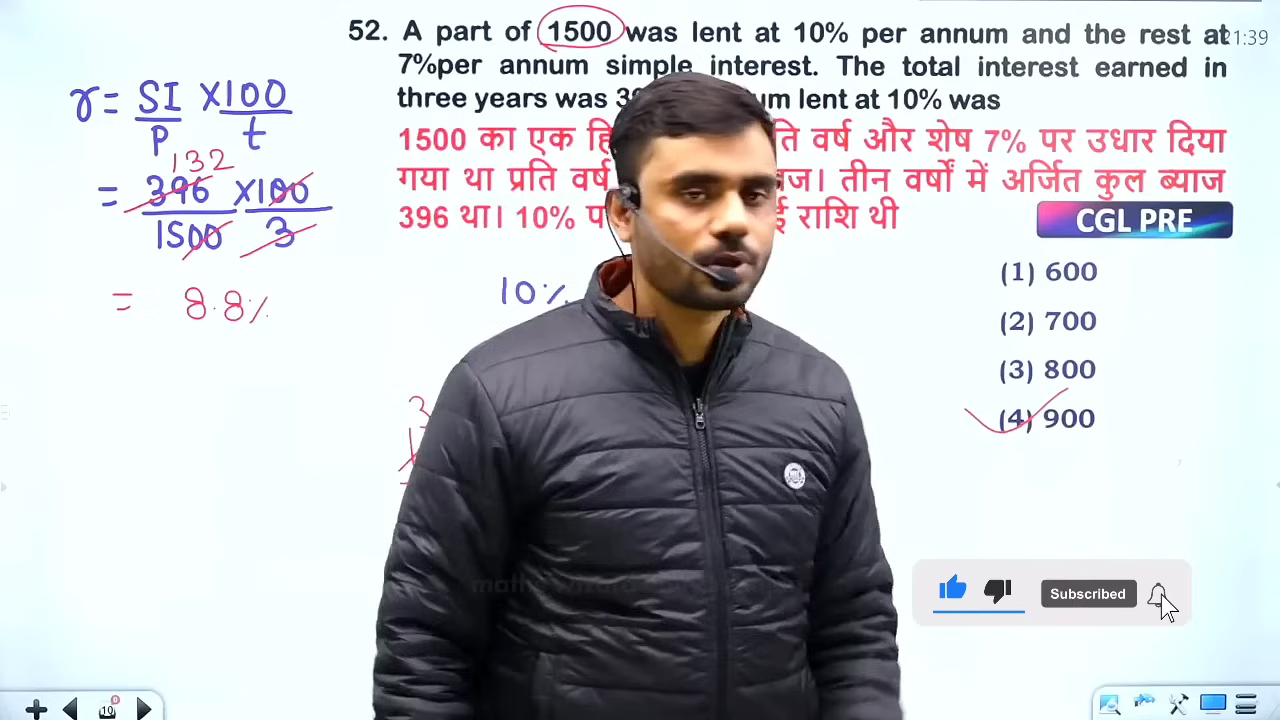 52. A part of 1500 was lent at 10% per annum and the rest at
21:39
7%per annum simple interest. The total interest earned in
three years was 39 um lent at 10% was
1500 का एक हि ति वर्ष और शेष 7% पर उधार दिया
गया था प्रति वर्ष ज। तीन वर्षों में अर्जित कुल ब्याज
396 था। 10% प ई राशि थी
CGL PRE
r = SI/P × 100/t
132
= 396/1500 × 100/3
= 8.8%
10%
(1) 600
(2) 700
(3) 800
(4) 900
3
Subscribed
19